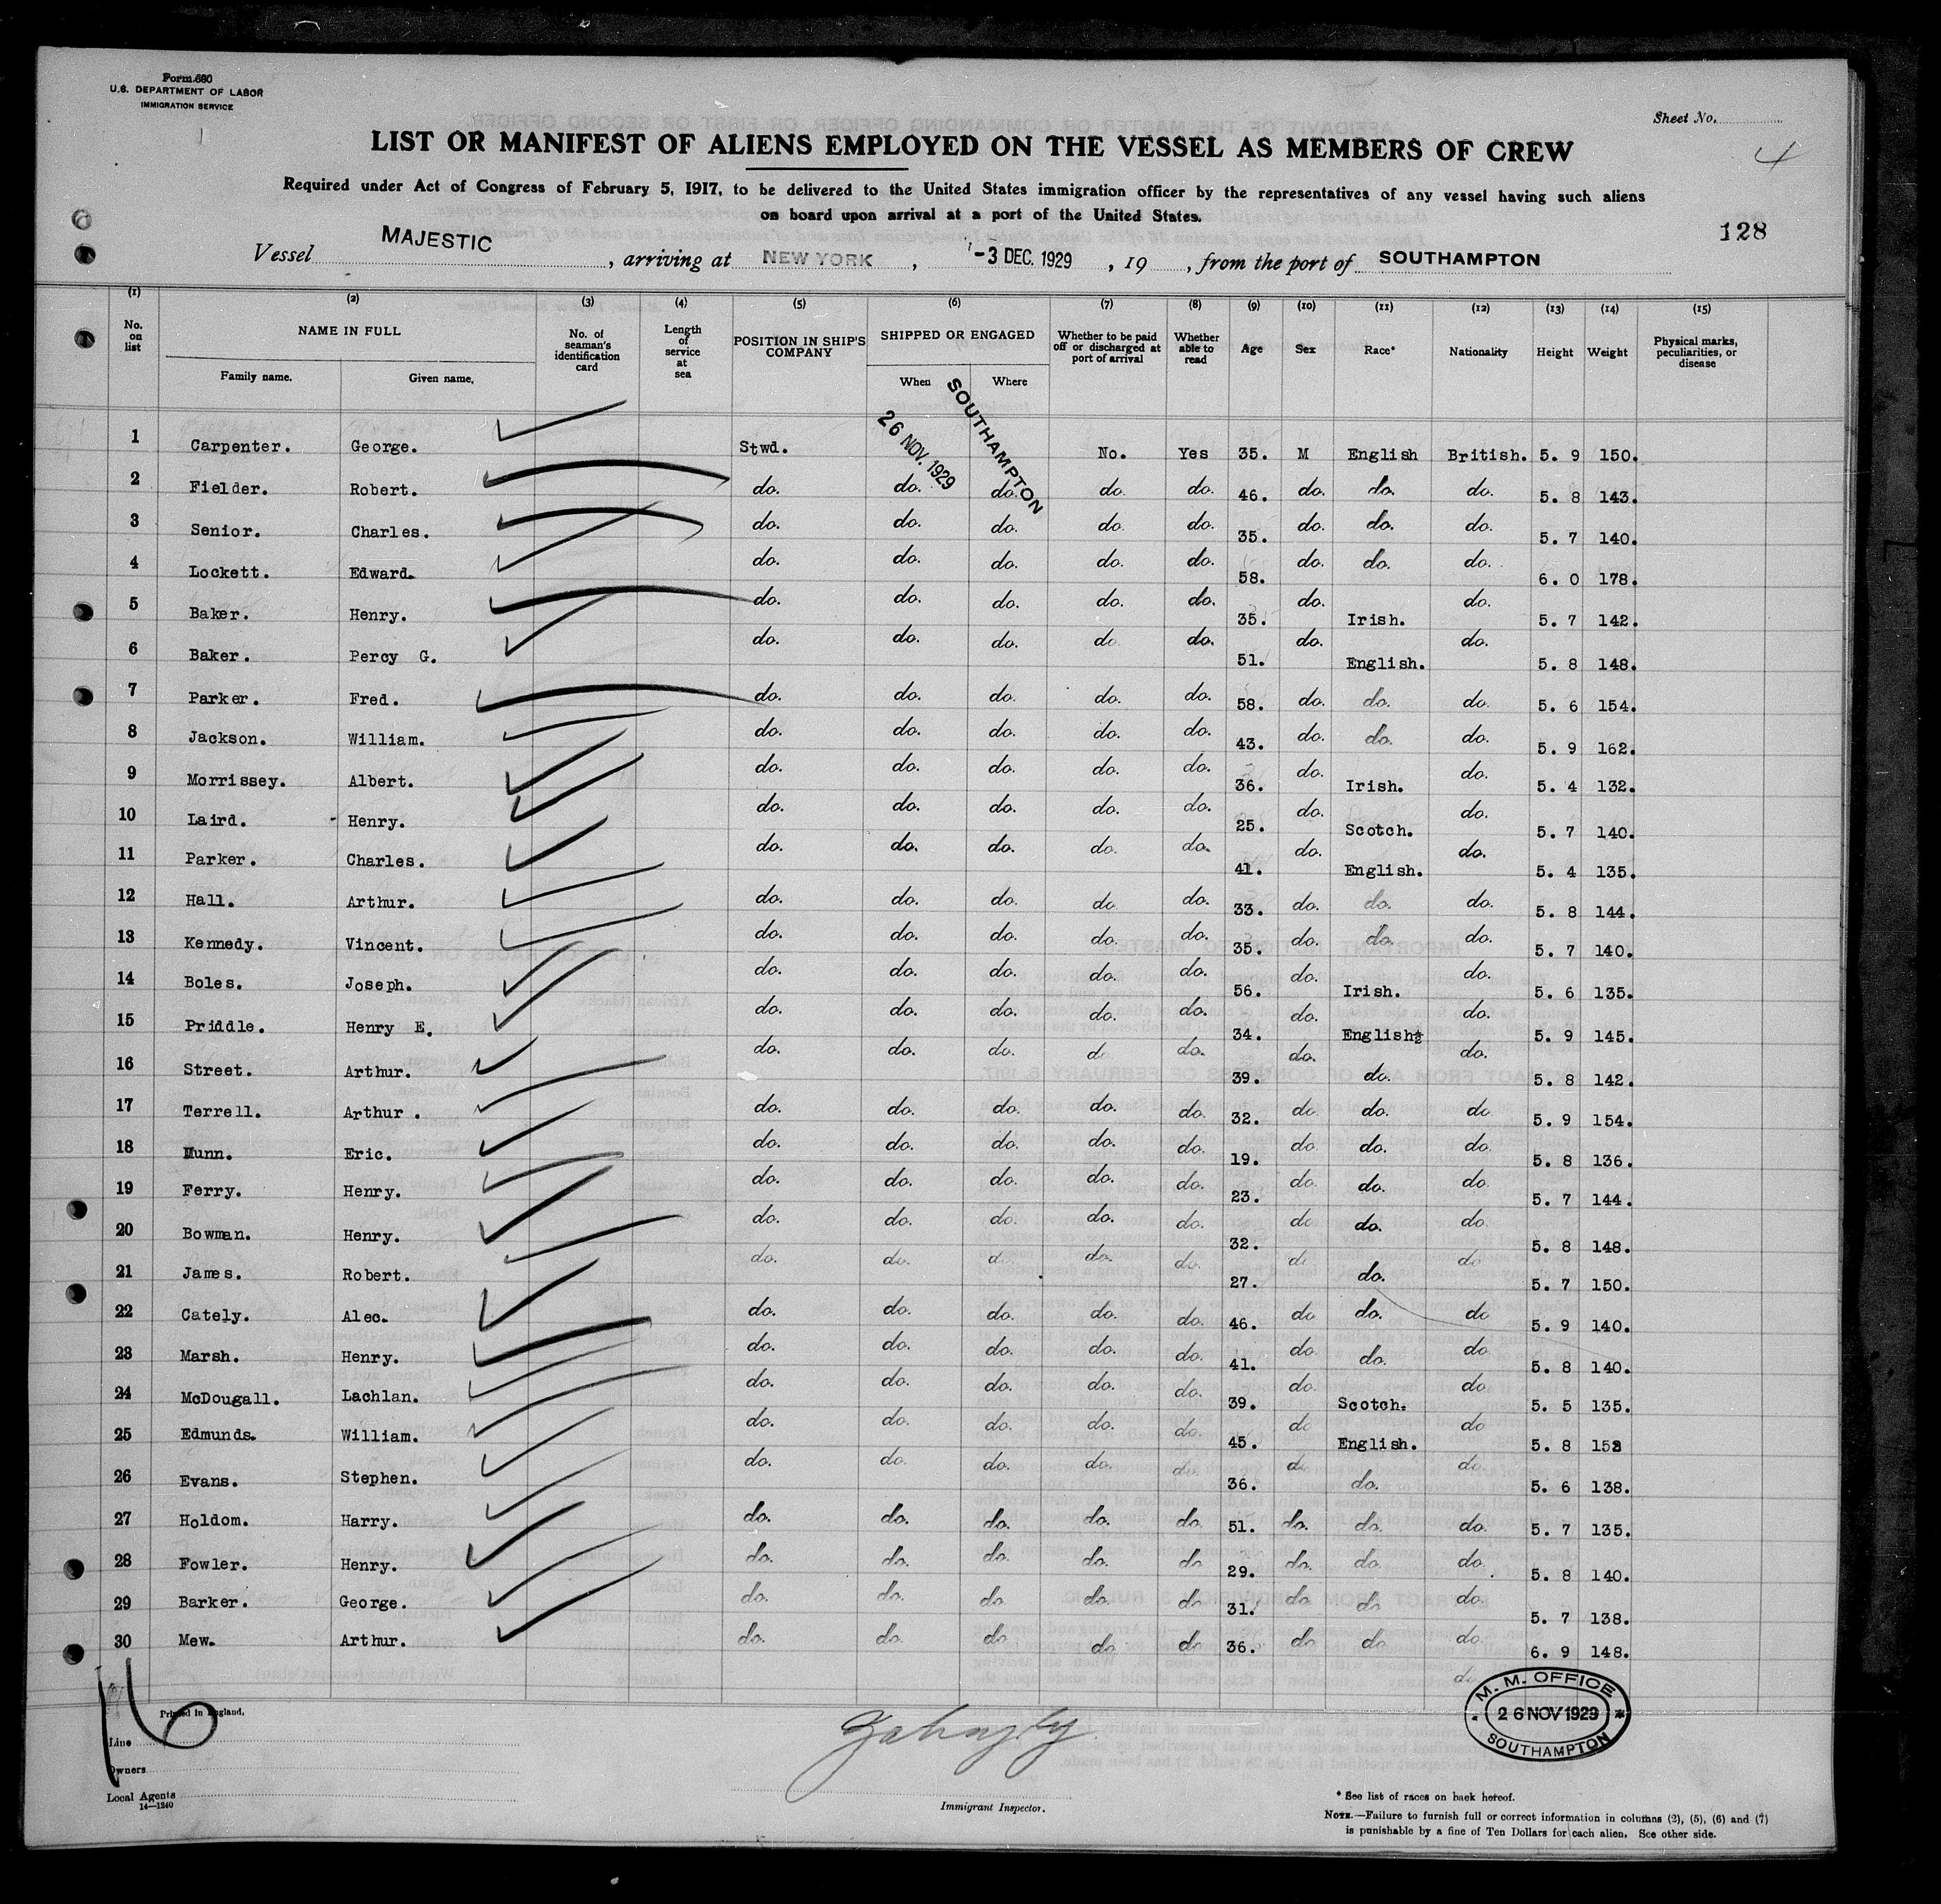 Form 680
U.S. DEPARTMENT OF LABOR
IMMIGRATION SERVICE
Sheet No.
4
LIST OR MANIFEST OF ALIENS EMPLOYED ON THE VESSEL AS MEMBERS OF CREW
Required under Act of Congress of February 5, 1917, to be delivered to the United States immigration officer by the representatives of any vessel having such aliens
on board upon arrival at a port of the United States.
128
Vessel MAJESTIC, arriving at NEW YORK, -3 DEC. 1929, 19, from the port of SOUTHAMPTON
(1) (2) (3) (4) (5) (6) (7) (8) (9) (10) (11) (12) (13) (14) (15)
No. on list NAME IN FULL Family name. Given name. No. of seaman's identification card Length of service at sea POSITION IN SHIP'S COMPANY SHIPPED OR ENGAGED When Where Whether to be paid off or discharged at port of arrival Whether able to read Age Sex Race* Nationality Height Weight Physical marks, peculiarities, or disease
1 Carpenter. George. Stwd. 26 NOV. 1929 SOUTHAMPTON No. Yes 35. M English British. 5. 9 150.
2 Fielder. Robert. do. do. do. do. do. 46. do. do. do. 5. 8 143.
3 Senior. Charles. do. do. do. do. do. 35. do. do. do. 5. 7 140.
4 Lockett. Edward. do. do. do. do. do. 58. do. do. do. 6. 0 178.
5 Baker. Henry. do. do. do. do. do. 35. do. Irish. do. 5. 7 142.
6 Baker. Percy G. do. do. do. do. do. 51. do. English. do. 5. 8 148.
7 Parker. Fred. do. do. do. do. do. 58. do. do. do. 5. 6 154.
8 Jackson. William. do. do. do. do. do. 43. do. do. do. 5. 9 162.
9 Morrissey. Albert. do. do. do. do. do. 36. do. Irish. do. 5. 4 132.
10 Laird. Henry. do. do. do. do. do. 25. do. Scotch. do. 5. 7 140.
11 Parker. Charles. do. do. do. do. do. 41. do. English. do. 5. 4 135.
12 Hall. Arthur. do. do. do. do. do. 33. do. do. do. 5. 8 144.
13 Kennedy. Vincent. do. do. do. do. do. 35. do. do. do. 5. 7 140.
14 Boles. Joseph. do. do. do. do. do. 56. do. Irish. do. 5. 6 135.
15 Priddle. Henry E. do. do. do. do. do. 34. do. English do. 5. 9 145.
16 Street. Arthur. do. do. do. do. do. 39. do. do. do. 5. 8 142.
17 Terrell. Arthur . do. do. do. do. do. 32. do. do. do. 5. 9 154.
18 Munn. Eric. do. do. do. do. do. 19. do. do. do. 5. 8 136.
19 Ferry. Henry. do. do. do. do. do. 23. do. do. do. 5. 7 144.
20 Bowman. Henry. do. do. do. do. do. 32. do. do. do. 5. 8 148.
21 James. Robert. do. do. do. do. do. 27. do. do. do. 5. 7 150.
22 Cately. Alec. do. do. do. do. do. 46. do do. do 5. 9 140.
23 Marsh. Henry. do. do. do. do. do. 41. do. do. do 5. 8 140.
24 McDougall. Lachlan. do. do. do. do. do. 39. do. Scotch. do 5. 5 135.
25 Edmunds. William. do. do. do. do. do. 45. do English. do 5. 8 152
26 Evans. Stephen. do. do. do. do. do. 36. do. do. do. 5. 6 138.
27 Holdom. Harry. do. do. do. do. do 51. do. do. do. 5. 7 135.
28 Fowler. Henry. do. do. do. do. do 29. do. do. do. 5. 8 140.
29 Barker. George. do. do. do. do. do 31. do. do do. 5. 7 138.
30 Mew. Arthur. do. do. do. do do 36. do do do. 6. 9 148.
do.
Printed in England.
Line
Owners
Local Agents
14—1240
Immigrant Inspector.
M. M. OFFICE
26 NOV 1929
SOUTHAMPTON
* See list of races on back hereof.
NOTE.—Failure to furnish full or correct information in columns (2), (5), (6) and (7)
is punishable by a fine of Ten Dollars for each alien. See other side.